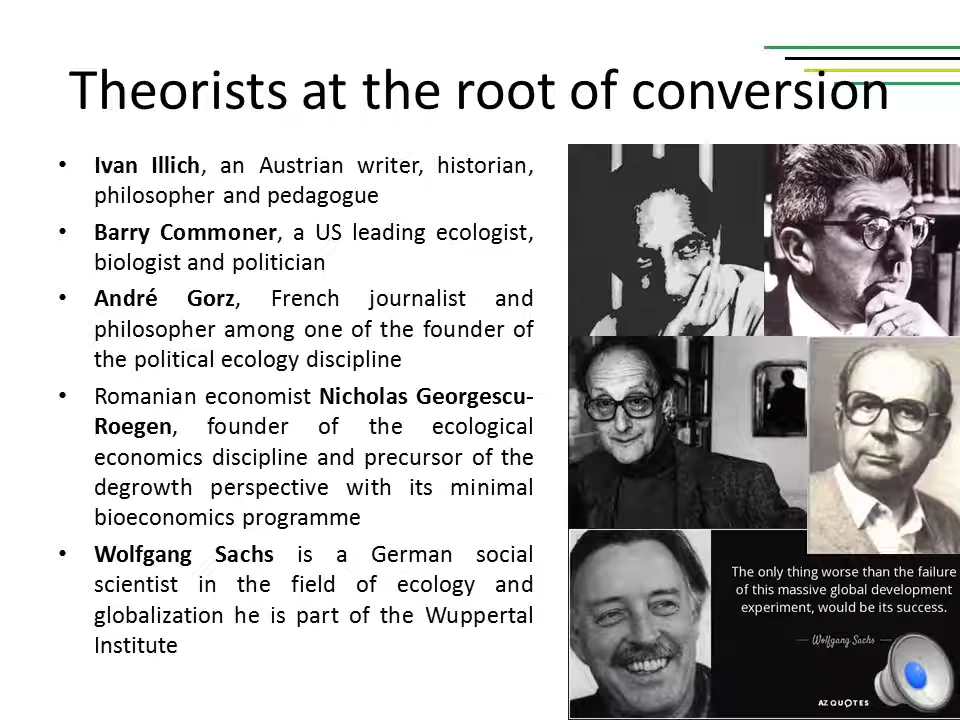 Theorists at the root of conversion
• Ivan Illich, an Austrian writer, historian,
philosopher and pedagogue
• Barry Commoner, a US leading ecologist,
biologist and politician
• André Gorz, French journalist and
philosopher among one of the founder of
the political ecology discipline
• Romanian economist Nicholas Georgescu-
Roegen, founder of the ecological
economics discipline and precursor of the
degrowth perspective with its minimal
bioeconomics programme
• Wolfgang Sachs is a German social
scientist in the field of ecology and
globalization he is part of the Wuppertal
Institute
The only thing worse than the failure
of this massive global development
experiment, would be its success.
— Wolfgang Sachs —
AZ QUOTES